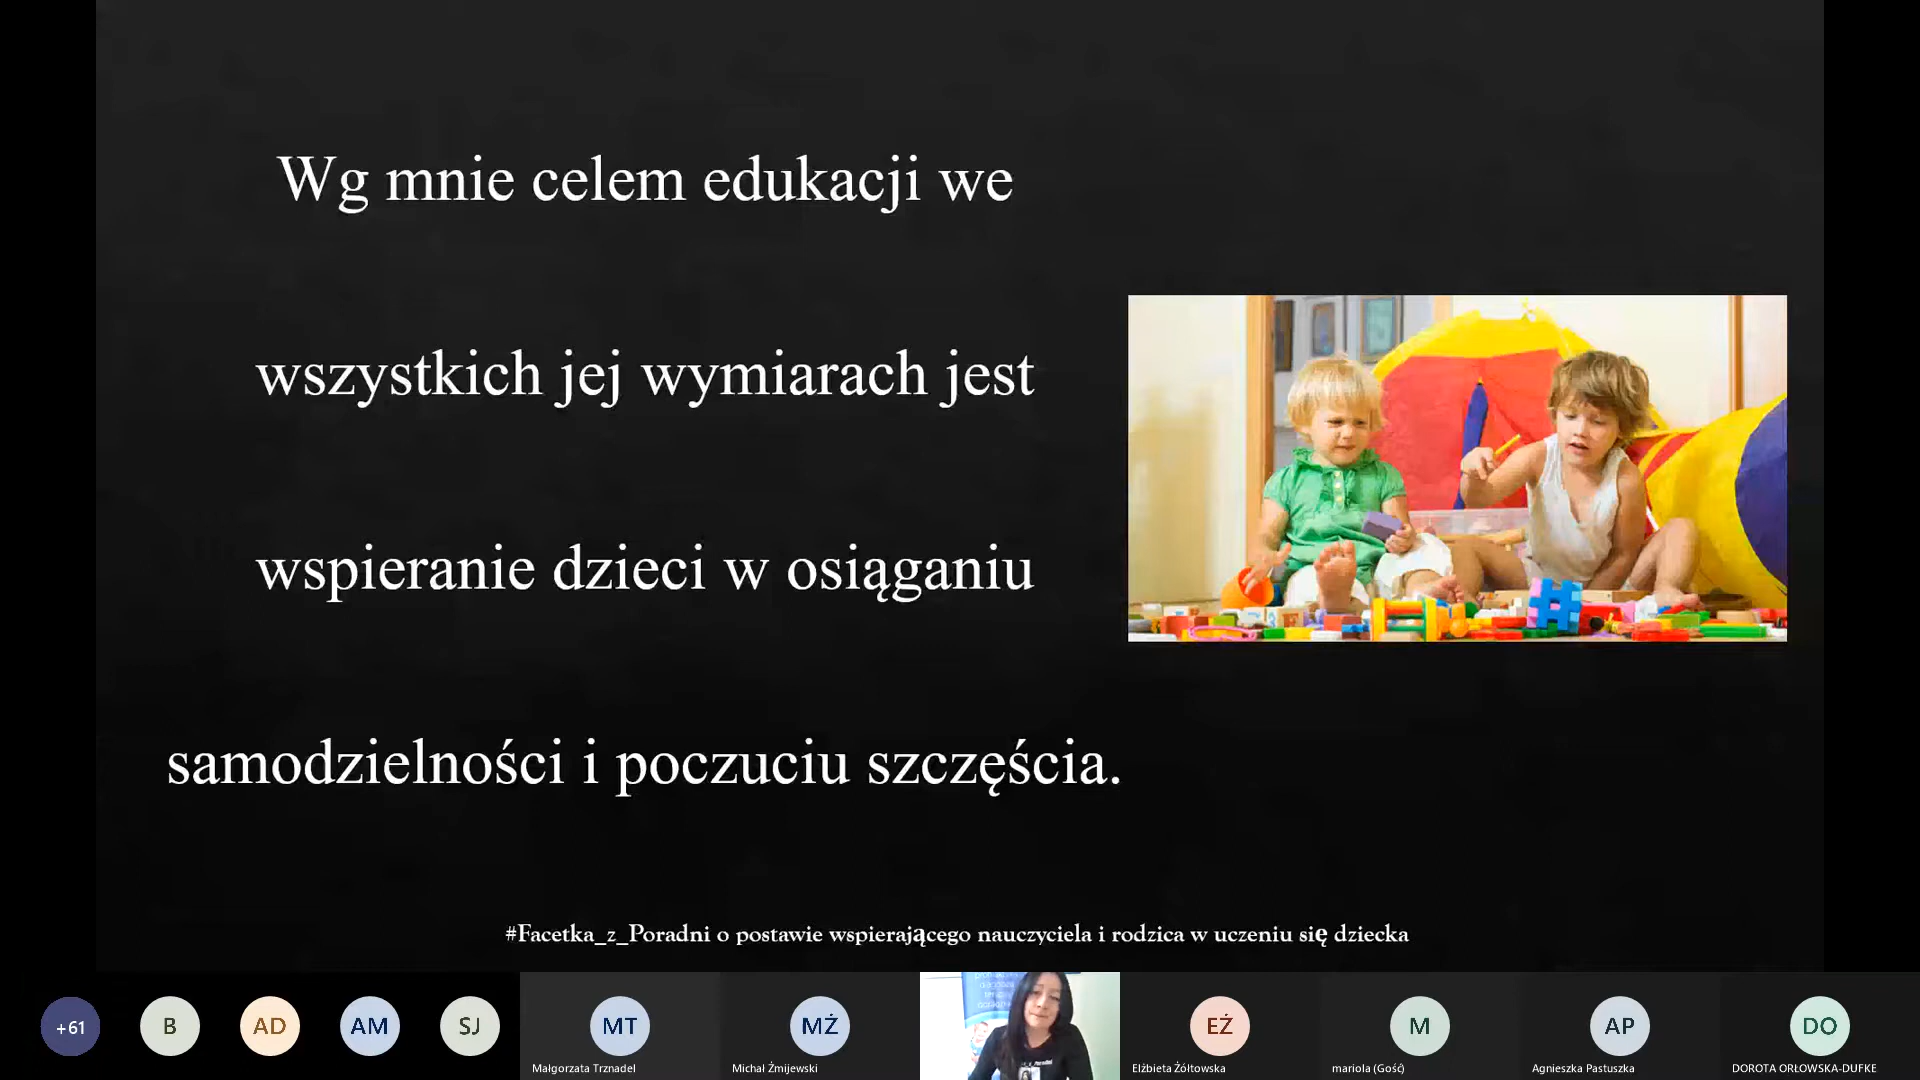 Wg mnie celem edukacji we
wszystkich jej wymiarach jest
wspieranie dzieci w osiąganiu
samodzielności i poczuciu szczęścia.
#Facetka_z_Poradni o postawie wspierającego nauczyciela i rodzica w uczeniu się dziecka
+61
B
AD
AM
SJ
MT
Małgorzata Trznadel
MŻ
Michał Żmijewski
EŻ
Elżbieta Żółtowska
M
mariola (Gość)
AP
Agnieszka Pastuszka
DO
DOROTA ORŁOWSKA-DUFKE